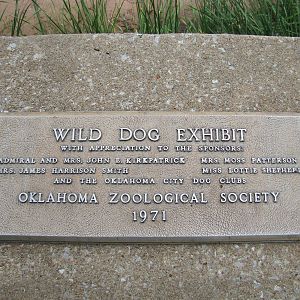 WILD DOG EXHIBIT
WITH APPRECIATION TO THE SPONSORS:
ADMIRAL AND MRS. JOHN E. KIRKPATRICK MRS. MOSS PATTERSON
MRS. JAMES HARRISON SMITH MISS LOTTIE SHEPHE
AND THE OKLAHOMA CITY DOG CLUBS
OKLAHOMA ZOOLOGICAL SOCIETY
1971